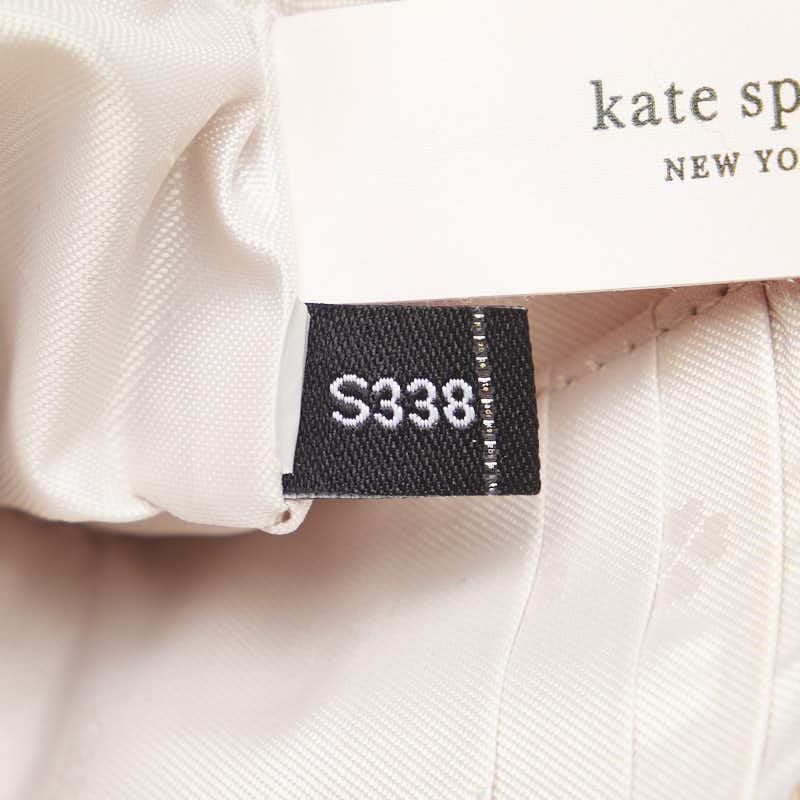 kate sp
NEW YO
S338